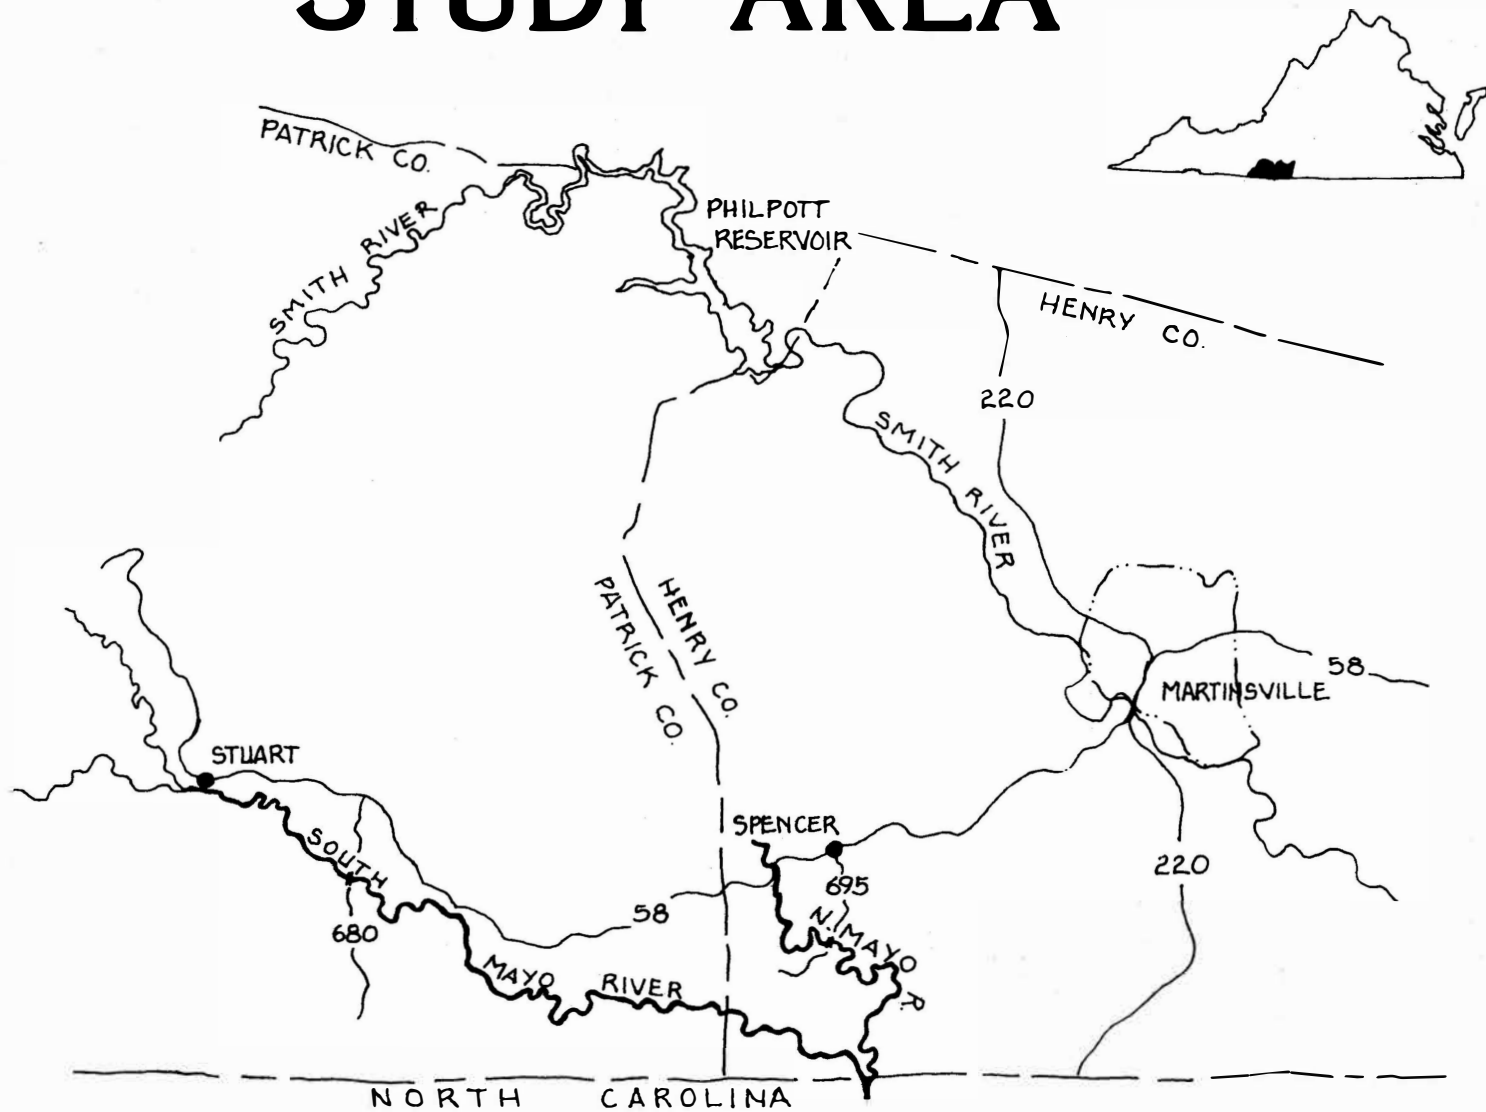 STUDY AREA
PATRICK CO.
SMITH RIVER
PHILPOTT
RESERVOIR
HENRY CO.
220
SMITH RIVER
HENRY CO.
PATRICK CO.
58
MARTINSVILLE
STUART
SPENCER
SOUTH
695
220
58
680
N. MAYO R.
MAYO RIVER
NORTH CAROLINA